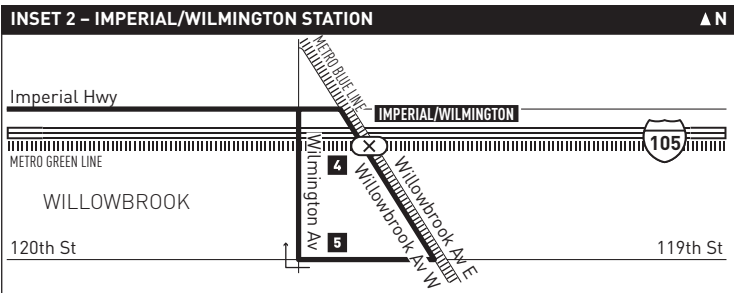 INSET 2 – IMPERIAL/WILMINGTON STATION
N
METRO BLUE LINE
Imperial Hwy
IMPERIAL/WILMINGTON
105
METRO GREEN LINE
Wilmington Av
4
Willowbrook Av W
Willowbrook Av E
WILLOWBROOK
5
120th St
119th St